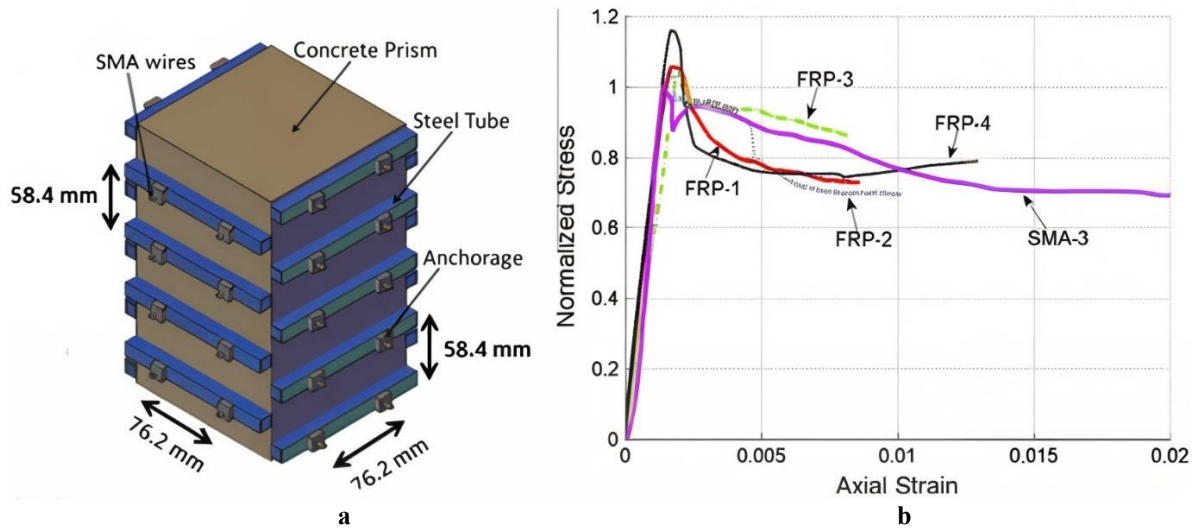 SMA wires
Concrete Prism
Steel Tube
58.4 mm
Anchorage
58.4 mm
76.2 mm
76.2 mm
a
1.2
1
0.8
0.6
0.4
0.2
0
Normalized Stress
FRP-3
FRP-4
FRP-1
FRP-2
SMA-3
0
0.005
0.01
0.015
0.02
Axial Strain
b